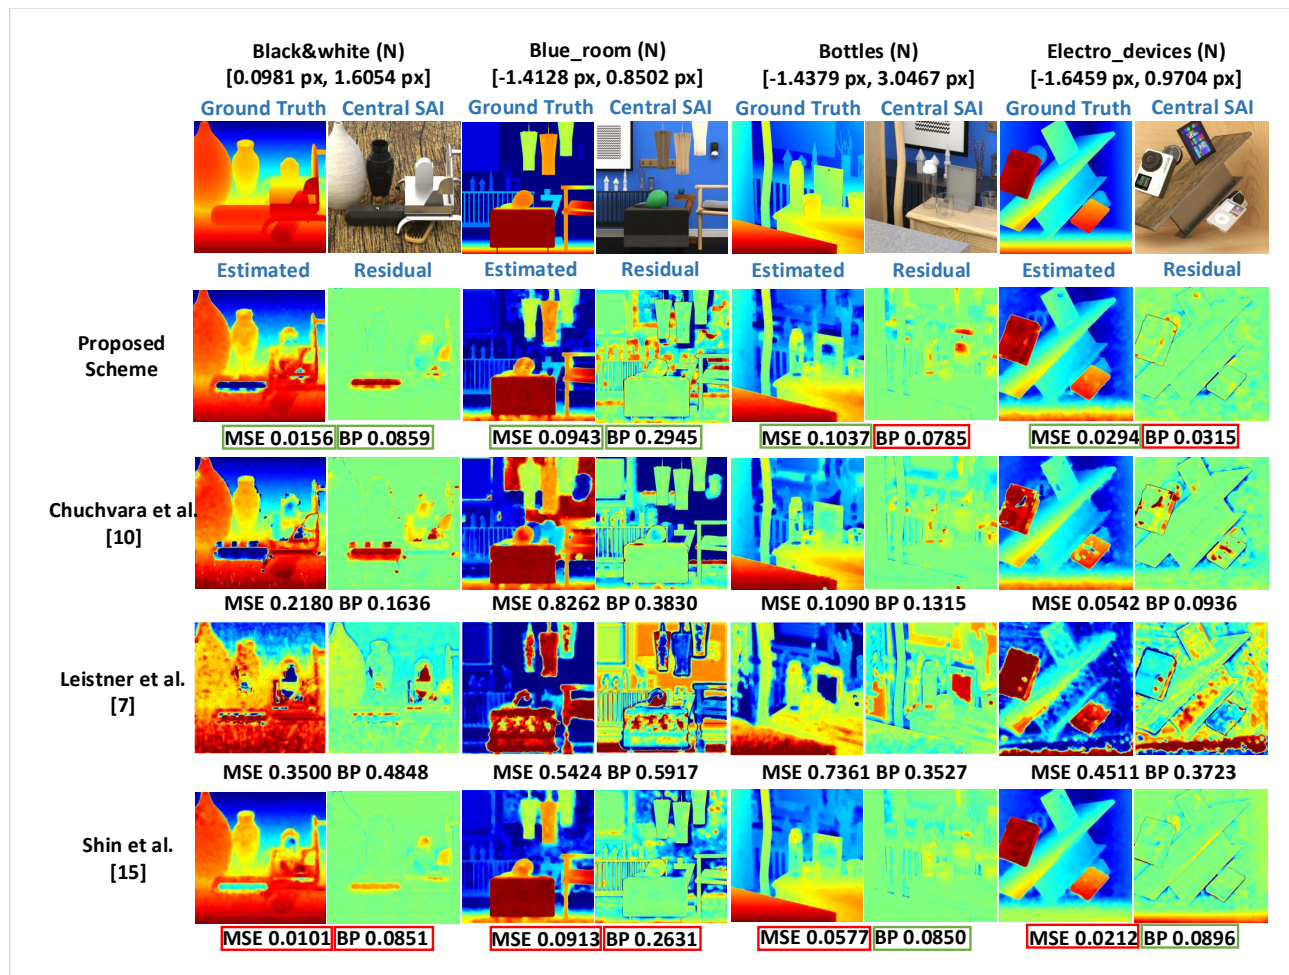 Black&white (N) Blue_room (N) Bottles (N) Electro_devices (N)
[0.0981 px, 1.6054 px] [-1.4128 px, 0.8502 px] [-1.4379 px, 3.0467 px] [-1.6459 px, 0.9704 px]
Ground Truth Central SAI Ground Truth Central SAI Ground Truth Central SAI Ground Truth Central SAI
Estimated Residual Estimated Residual Estimated Residual Estimated Residual
Proposed
Scheme
MSE 0.0156 BP 0.0859 MSE 0.0943 BP 0.2945 MSE 0.1037 BP 0.0785 MSE 0.0294 BP 0.0315
Chuchvara et al.
[10]
MSE 0.2180 BP 0.1636 MSE 0.8262 BP 0.3830 MSE 0.1090 BP 0.1315 MSE 0.0542 BP 0.0936
Leistner et al.
[7]
MSE 0.3500 BP 0.4848 MSE 0.5424 BP 0.5917 MSE 0.7361 BP 0.3527 MSE 0.4511 BP 0.3723
Shin et al.
[15]
MSE 0.0101 BP 0.0851 MSE 0.0913 BP 0.2631 MSE 0.0577 BP 0.0850 MSE 0.0212 BP 0.0896